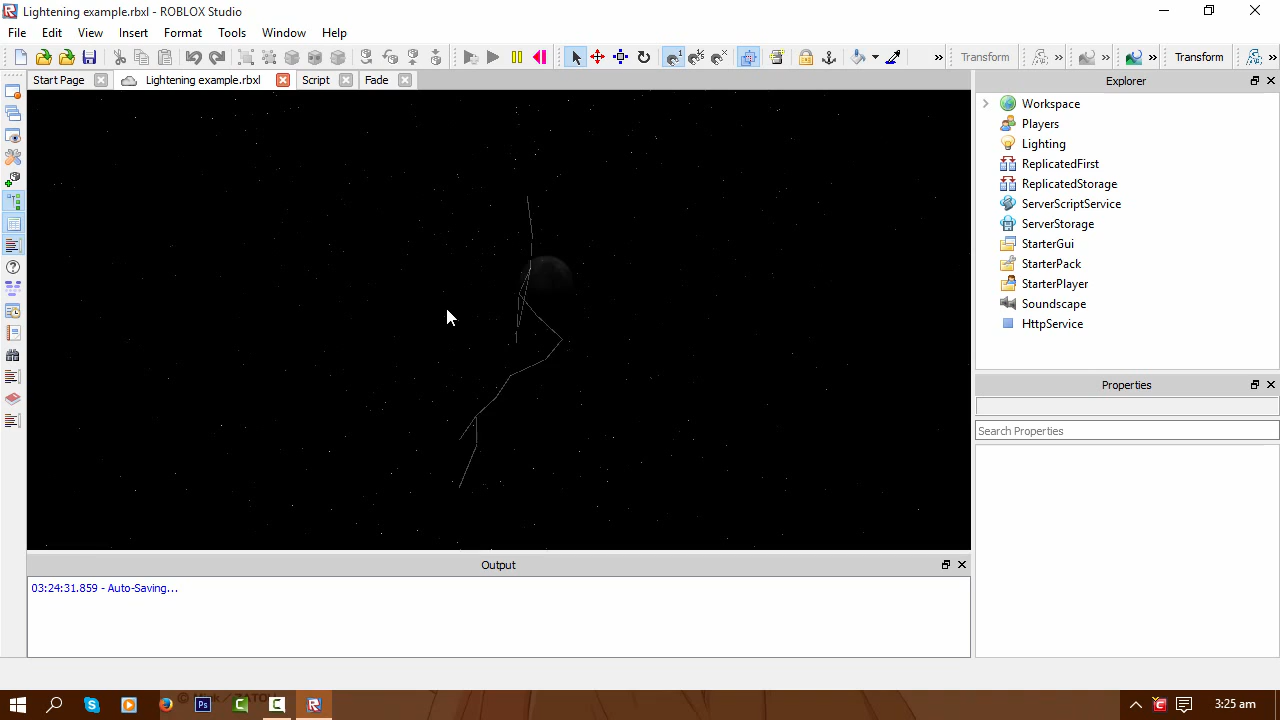 Lightening example.rbxl - ROBLOX Studio
File Edit View Insert Format Tools Window Help
» Transform » » Transform »
Start Page Lightening example.rbxl Script Fade
Explorer
Workspace
Players
Lighting
ReplicatedFirst
ReplicatedStorage
ServerScriptService
ServerStorage
StarterGui
StarterPack
StarterPlayer
Soundscape
HttpService
Properties
Search Properties
Output
03:24:31.859 - Auto-Saving...
Ps
3:25 am